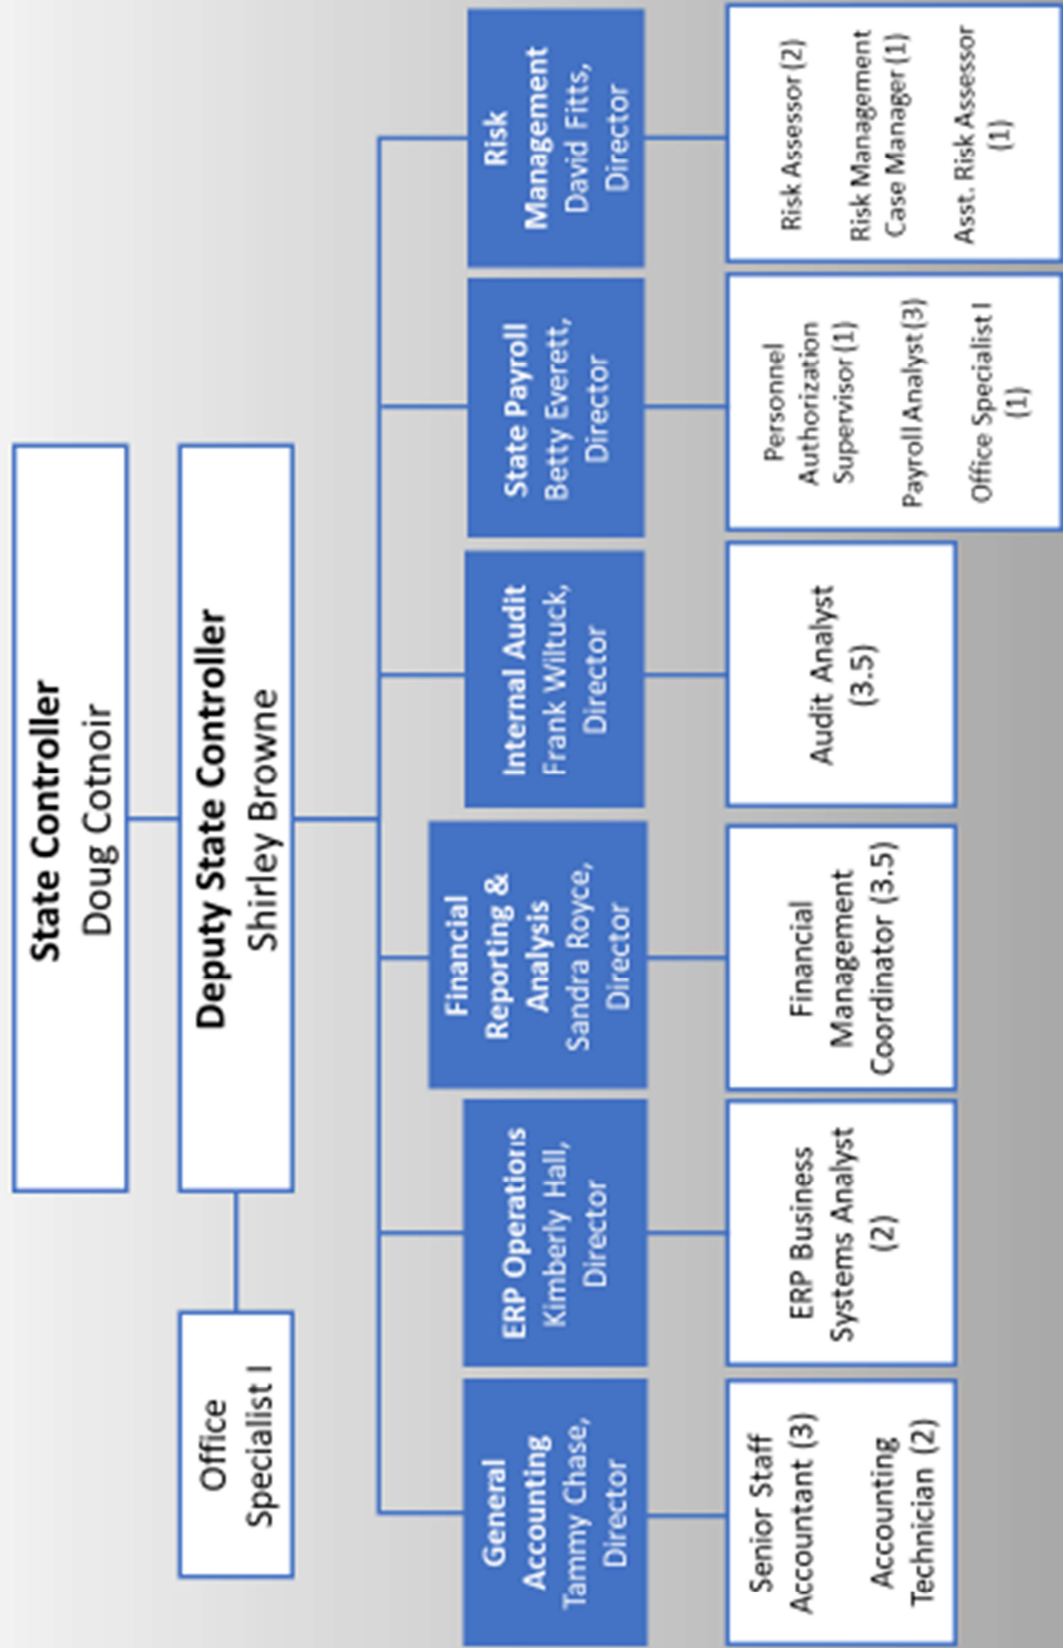 State Controller
Doug Cotnoir
Deputy State Controller
Shirley Browne
Office
Specialist I
General
Accounting
Tammy Chase,
Director
ERP Operations
Kimberly Hall,
Director
Financial
Reporting &
Analysis
Sandra Royce,
Director
Internal Audit
Frank Wiltuck,
Director
State Payroll
Betty Everett,
Director
Risk
Management
David Fitts,
Director
Senior Staff
Accountant (3)
Accounting
Technician (2)
ERP Business
Systems Analyst
(2)
Financial
Management
Coordinator (3.5)
Audit Analyst
(3.5)
Personnel
Authorization
Supervisor (1)
Payroll Analyst (3)
Office Specialist I
(1)
Risk Assessor (2)
Risk Management
Case Manager (1)
Asst. Risk Assessor
(1)